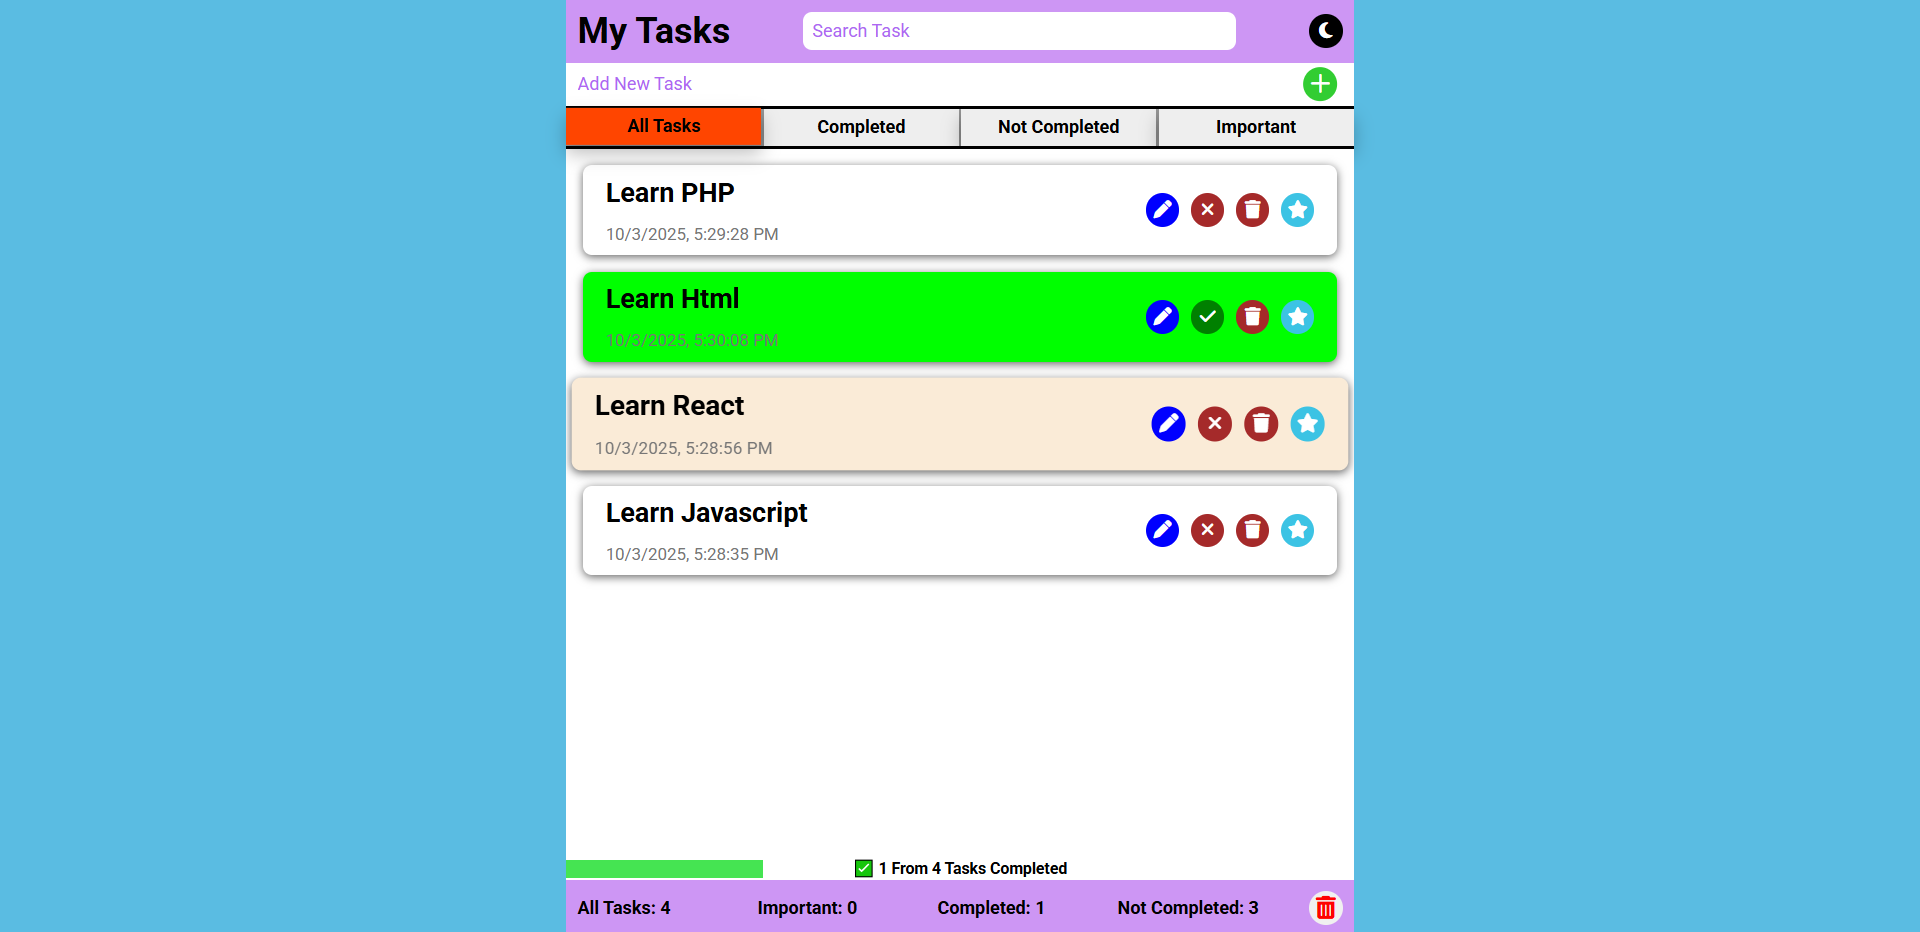 My Tasks
Search Task
Add New Task
All Tasks
Completed
Not Completed
Important
Learn PHP
10/3/2025, 5:29:28 PM
Learn Html
10/3/2025, 5:30:08 PM
Learn React
10/3/2025, 5:28:56 PM
Learn Javascript
10/3/2025, 5:28:35 PM
1 From 4 Tasks Completed
All Tasks: 4
Important: 0
Completed: 1
Not Completed: 3